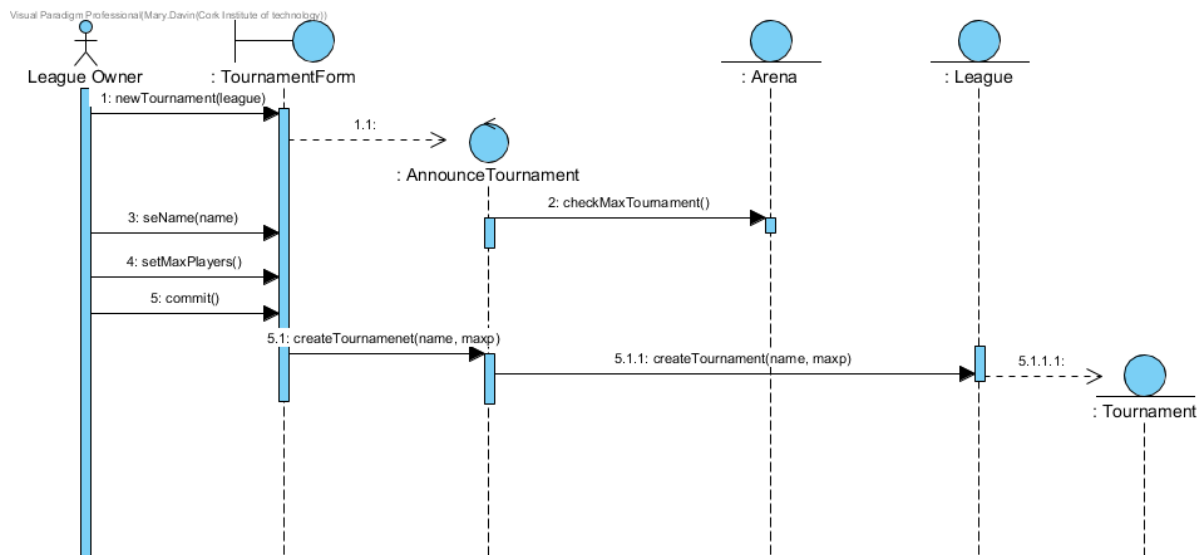 Visual Paradigm Professional(Mary.Davin(Cork Institute of technology))
League Owner
: TournamentForm
: Arena
: League
1: newTournament(league)
1.1:
: AnnounceTournament
2: checkMaxTournament()
3: seName(name)
4: setMaxPlayers()
5: commit()
5.1: createTournamenet(name, maxp)
5.1.1: createTournament(name, maxp)
5.1.1.1:
: Tournament